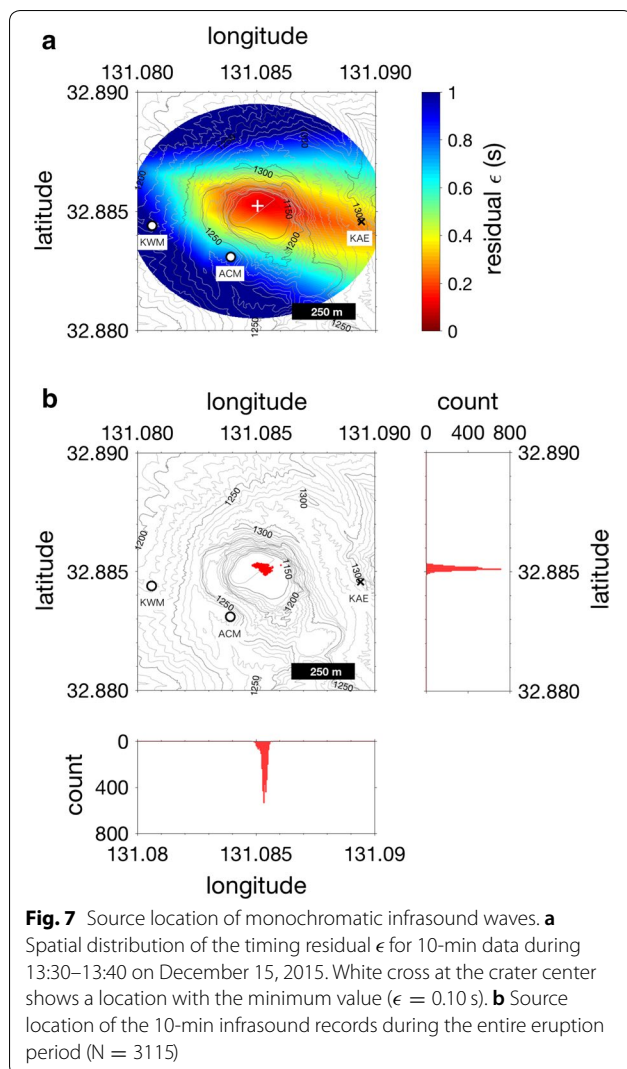 a
longitude
131.080 131.085 131.090
32.890
32.885
32.880
latitude
1300
1300
1150
1200
1250
1250
1300
KWM
ACM
KAE
250 m
1
0.8
0.6
0.4
0.2
0
residual ϵ (s)
b
longitude
131.080 131.085 131.090
32.890
32.885
32.880
latitude
1250
1300
1200
1300
1150
1200
1250
1300
1250
1250
KWM
ACM
KAE
250 m
count
0 400 800
32.890
32.885
32.880
latitude
0
400
800
count
131.08 131.085 131.09
longitude
Fig. 7 Source location of monochromatic infrasound waves. a
Spatial distribution of the timing residual ϵ for 10-min data during
13:30–13:40 on December 15, 2015. White cross at the crater center
shows a location with the minimum value (ϵ = 0.10 s). b Source
location of the 10-min infrasound records during the entire eruption
period (N = 3115)